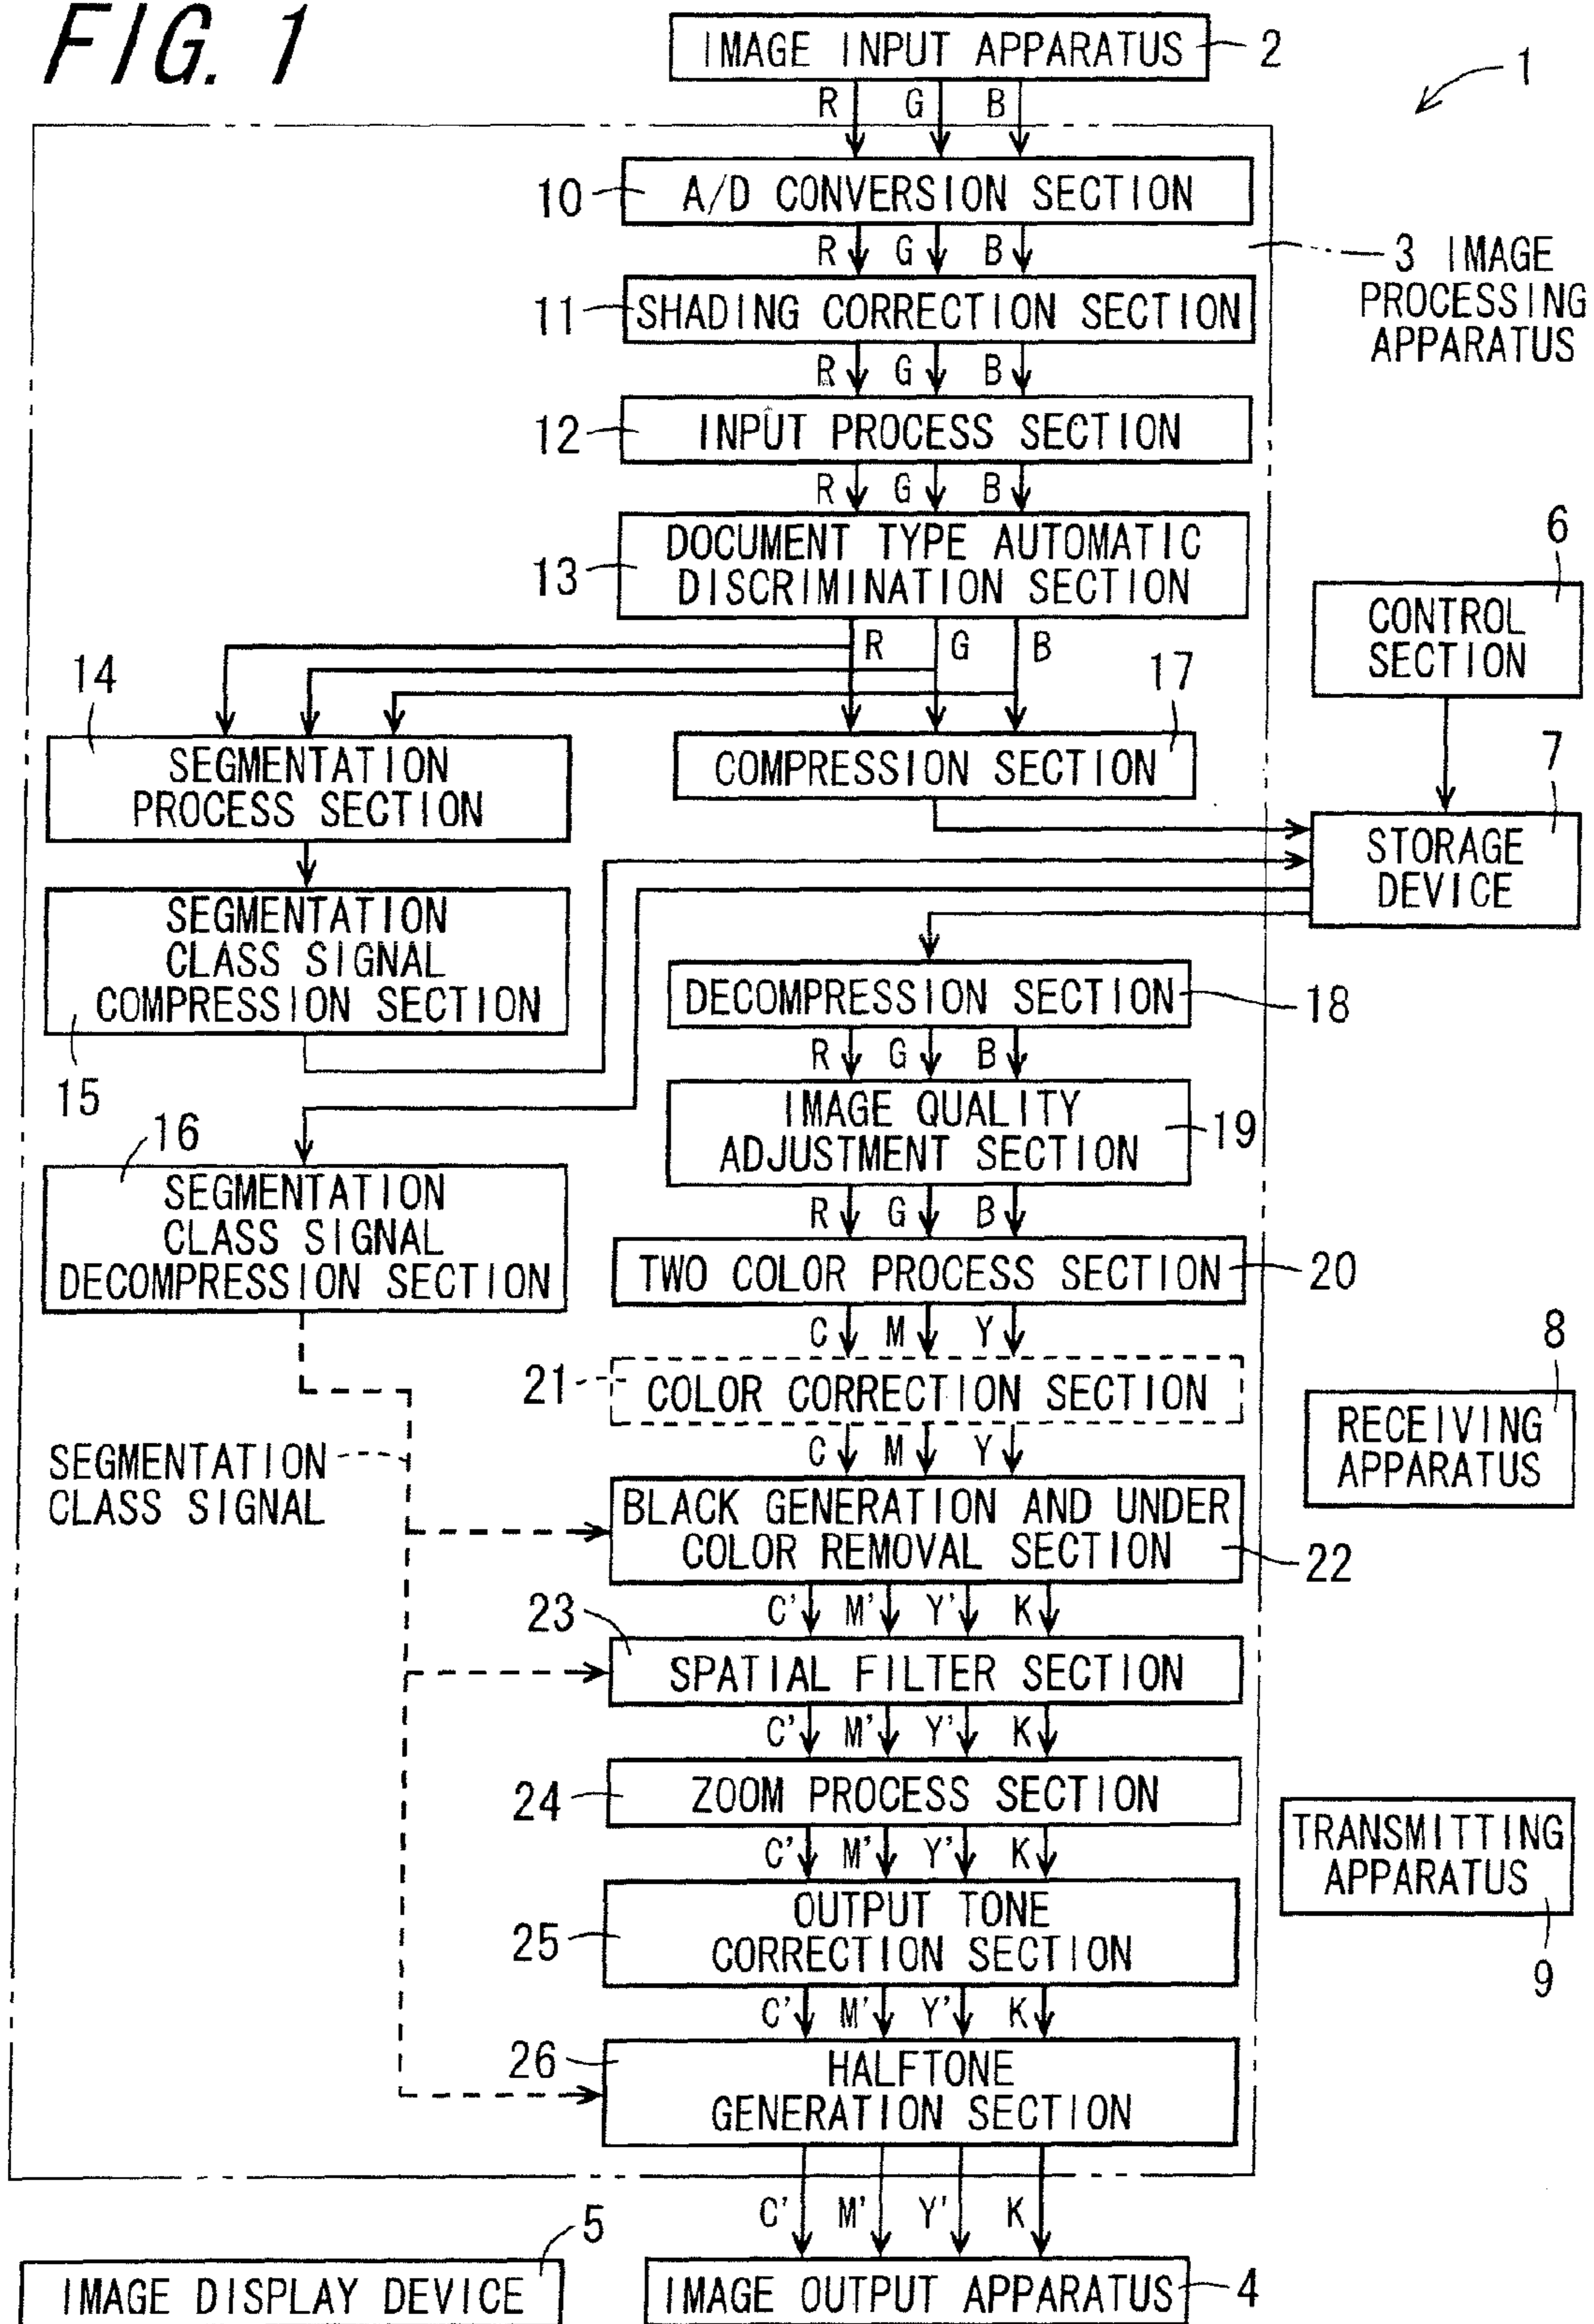 FIG. 1
IMAGE INPUT APPARATUS
2
1
R G B
10
A/D CONVERSION SECTION
R G B
3 IMAGE
PROCESSING
APPARATUS
11
SHADING CORRECTION SECTION
R G B
12
INPUT PROCESS SECTION
R G B
13
DOCUMENT TYPE AUTOMATIC
DISCRIMINATION SECTION
6
CONTROL
SECTION
R G B
14
SEGMENTATION
PROCESS SECTION
17
COMPRESSION SECTION
7
STORAGE
DEVICE
SEGMENTATION
CLASS SIGNAL
COMPRESSION SECTION
15
DECOMPRESSION SECTION
18
R G B
IMAGE QUALITY
ADJUSTMENT SECTION
19
16
SEGMENTATION
CLASS SIGNAL
DECOMPRESSION SECTION
R G B
TWO COLOR PROCESS SECTION
20
C M Y
21
COLOR CORRECTION SECTION
8
RECEIVING
APPARATUS
C M Y
SEGMENTATION
CLASS SIGNAL
BLACK GENERATION AND UNDER
COLOR REMOVAL SECTION
22
C' M' Y' K
23
SPATIAL FILTER SECTION
C' M' Y' K
24
ZOOM PROCESS SECTION
TRANSMITTING
APPARATUS
9
C' M' Y' K
25
OUTPUT TONE
CORRECTION SECTION
C' M' Y' K
26
HALFTONE
GENERATION SECTION
C' M' Y' K
5
IMAGE DISPLAY DEVICE
IMAGE OUTPUT APPARATUS
4